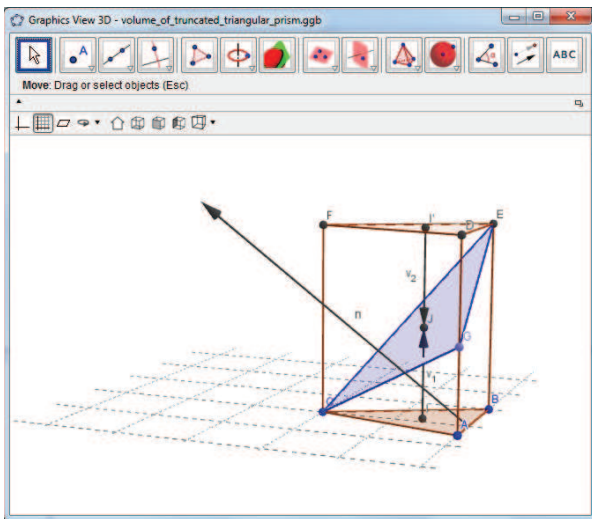 Graphics View 3D - volume_of_truncated_triangular_prism.ggb
A
ABC
Move: Drag or select objects (Esc)
F
I'
D
E
v2
n
J
G
v1
C
B
A